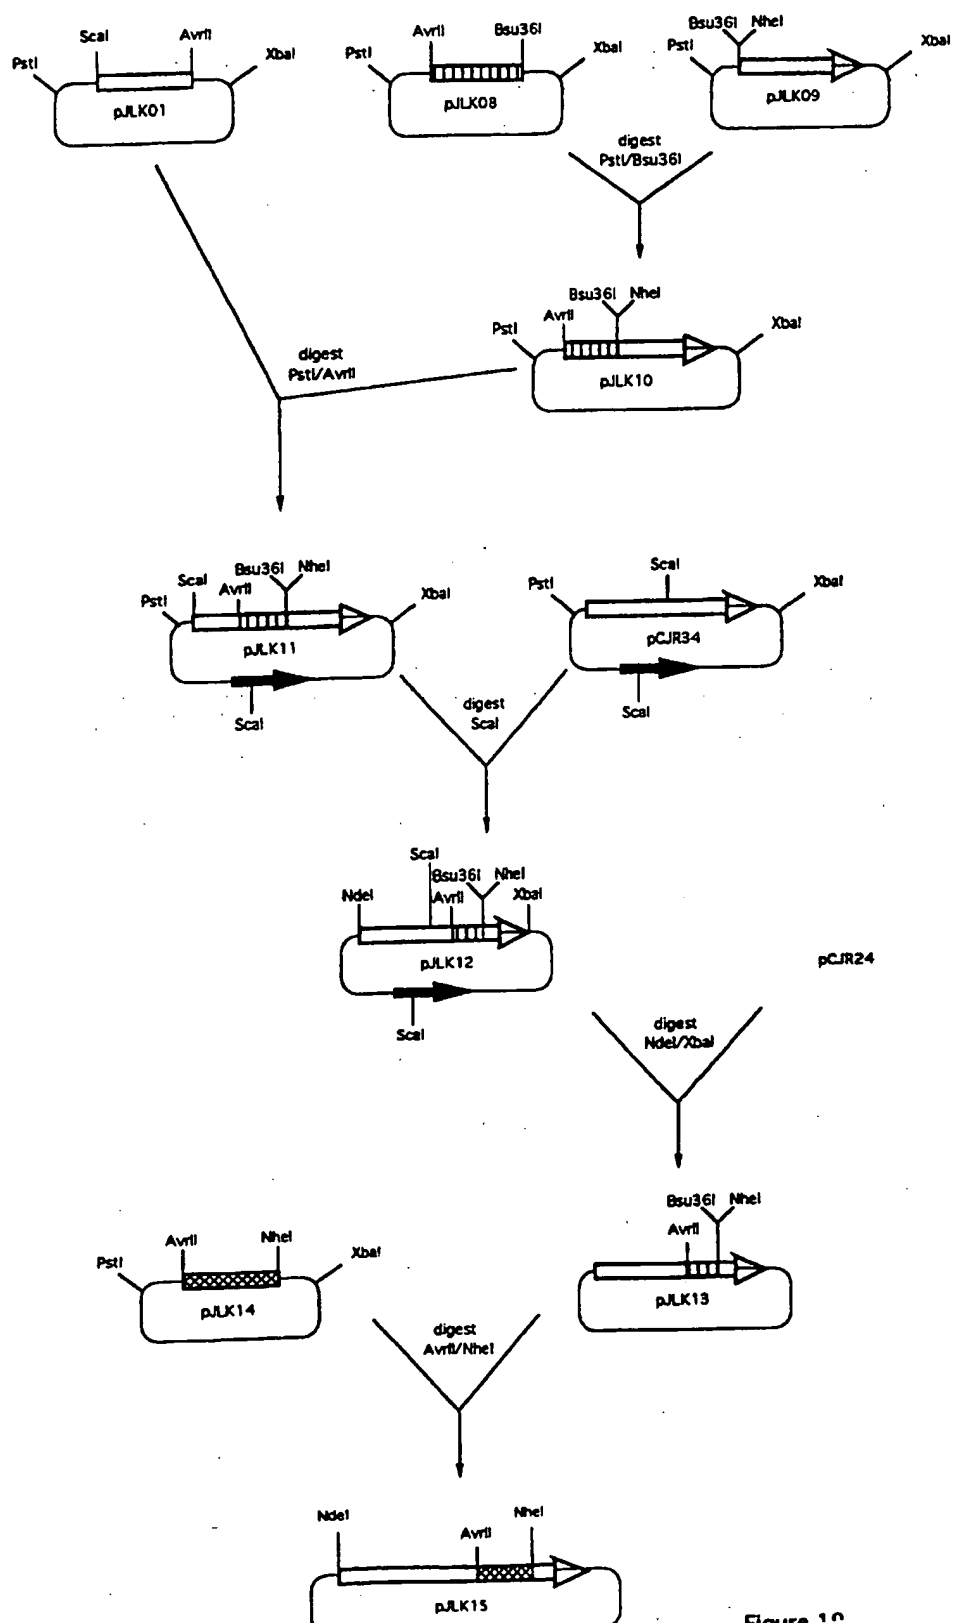 ScaI
AvrII
PstI
XbaI
pJLK01
AvrII
Bsu36I
PstI
XbaI
pJLK08
Bsu36I
NheI
PstI
XbaI
pJLK09
digest
PstI/Bsu36I
Bsu36I
NheI
AvrII
PstI
XbaI
pJLK10
digest
PstI/AvrII
Bsu36I
NheI
ScaI
AvrII
PstI
XbaI
pJLK11
ScaI
ScaI
PstI
XbaI
pCJR34
ScaI
digest
ScaI
ScaI
Bsu36I
NheI
NdeI
AvrII
XbaI
pJLK12
ScaI
pCJR24
digest
NdeI/XbaI
Bsu36I
NheI
AvrII
pJLK13
AvrII
NheI
PstI
XbaI
pJLK14
digest
AvrII/NheI
NdeI
AvrII
NheI
pJLK15
Figure